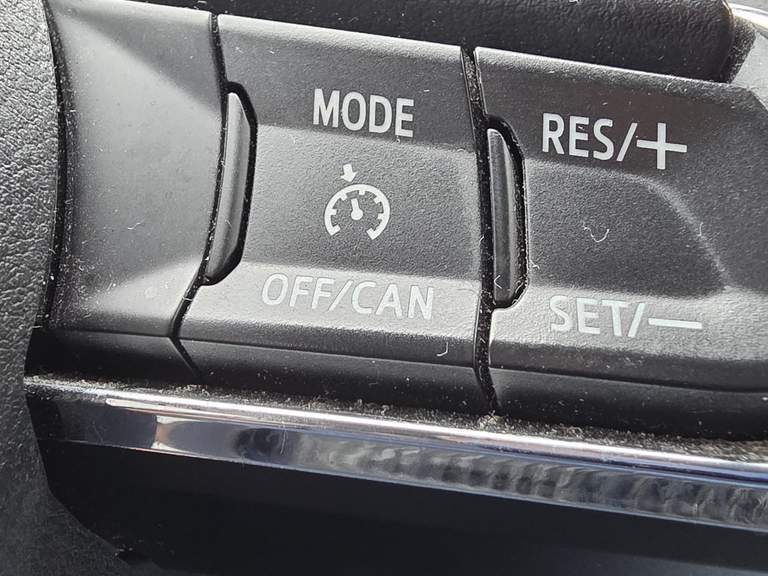 MODE
OFF/CAN
RES/+
SET/—